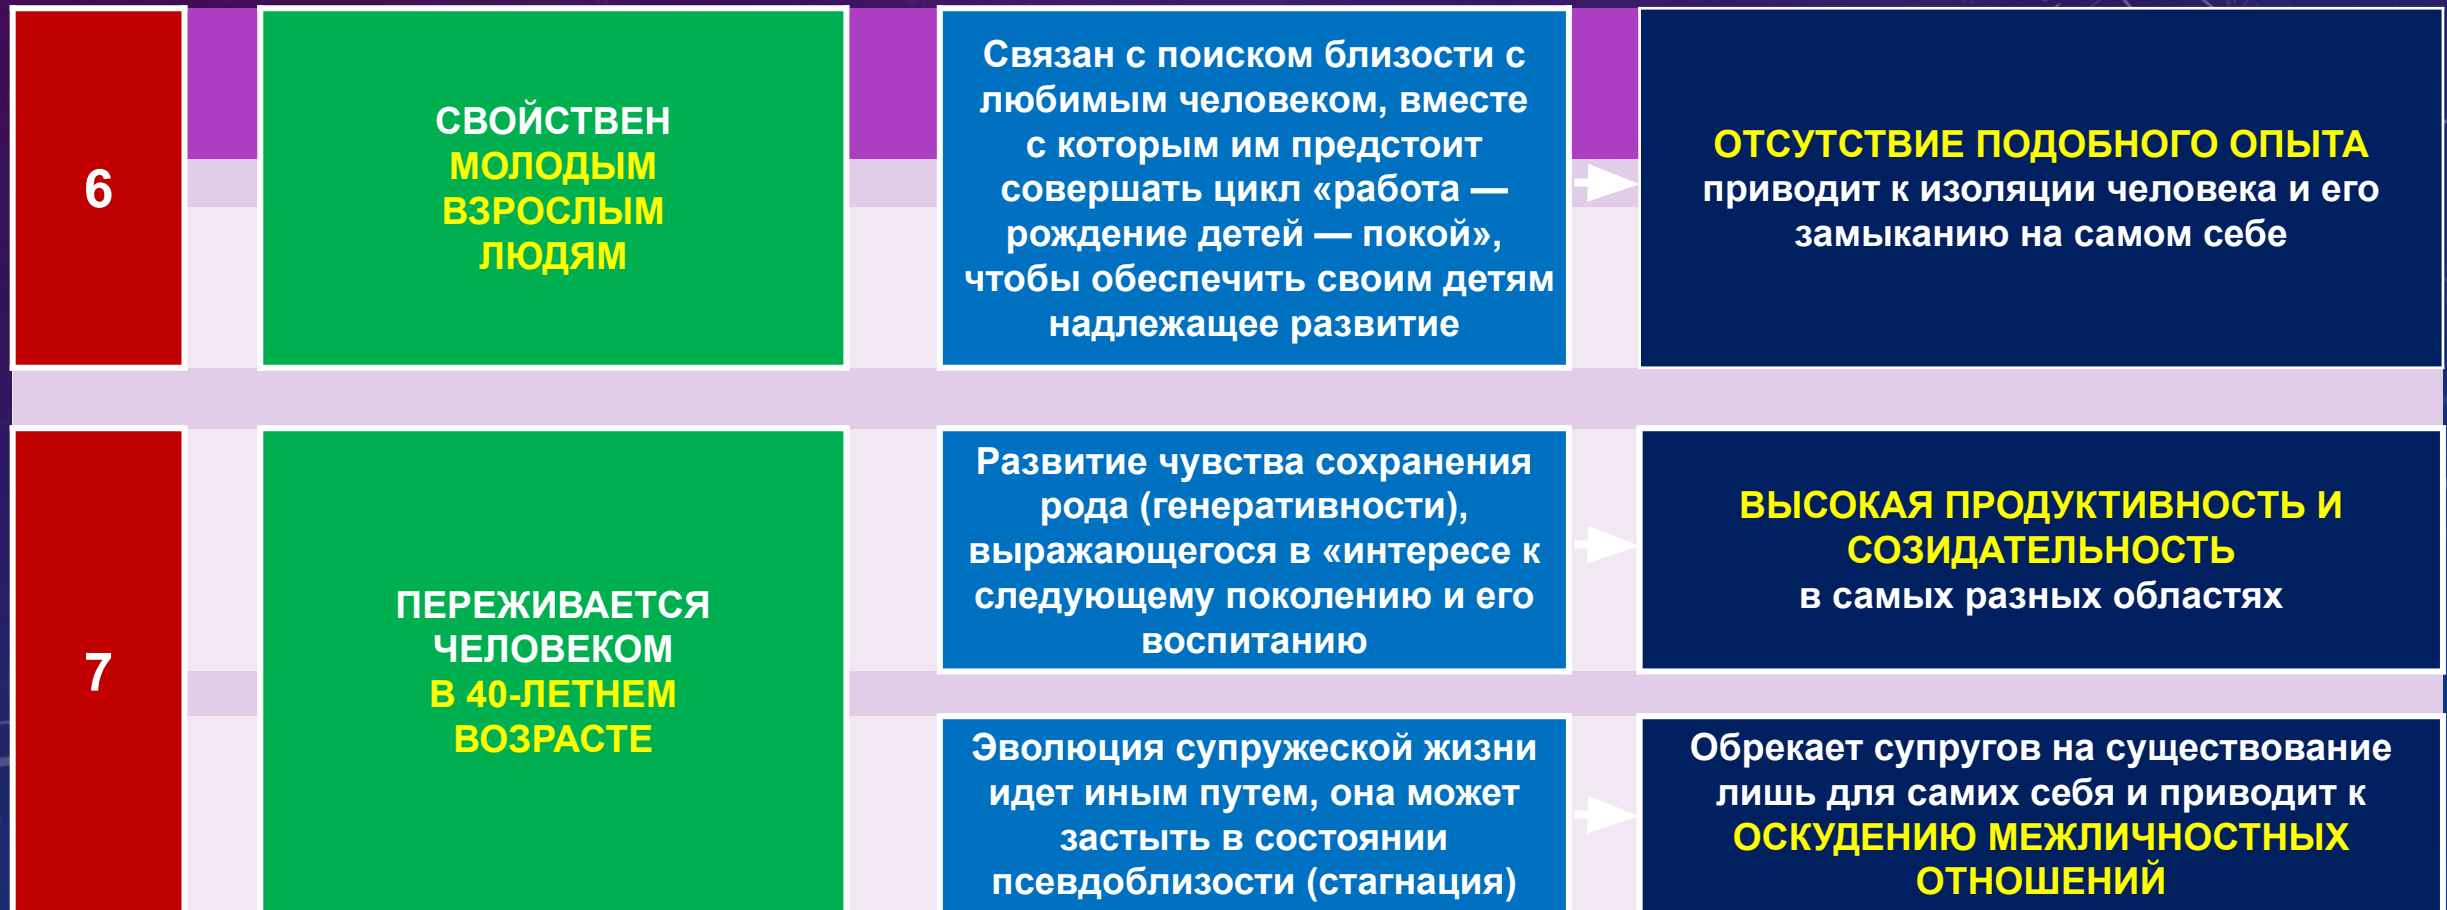 6
СВОЙСТВЕН
МОЛОДЫМ
ВЗРОСЛЫМ
ЛЮДЯМ
Связан с поиском близости с
любимым человеком, вместе
с которым им предстоит
совершать цикл «работа —
рождение детей — покой»,
чтобы обеспечить своим детям
надлежащее развитие
ОТСУТСТВИЕ ПОДОБНОГО ОПЫТА
приводит к изоляции человека и его
замыканию на самом себе
7
ПЕРЕЖИВАЕТСЯ
ЧЕЛОВЕКОМ
В 40-ЛЕТНЕМ
ВОЗРАСТЕ
Развитие чувства сохранения
рода (генеративности),
выражающегося в «интересе к
следующему поколению и его
воспитанию
ВЫСОКАЯ ПРОДУКТИВНОСТЬ И
СОЗИДАТЕЛЬНОСТЬ
в самых разных областях
Эволюция супружеской жизни
идет иным путем, она может
застыть в состоянии
псевдоблизости (стагнация)
Обрекает супругов на существование
лишь для самих себя и приводит к
ОСКУДЕНИЮ МЕЖЛИЧНОСТНЫХ
ОТНОШЕНИЙ